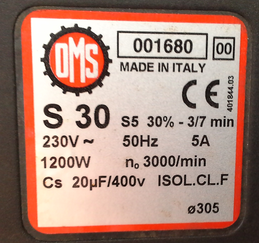 OMS
001680 00
MADE IN ITALY
CE
401844.03
S 30 S5 30% - 3/7 min
230V~ 50Hz 5A
1200W n₀ 3000/min
Cs 20µF/400v ISOL.CL.F
ø305